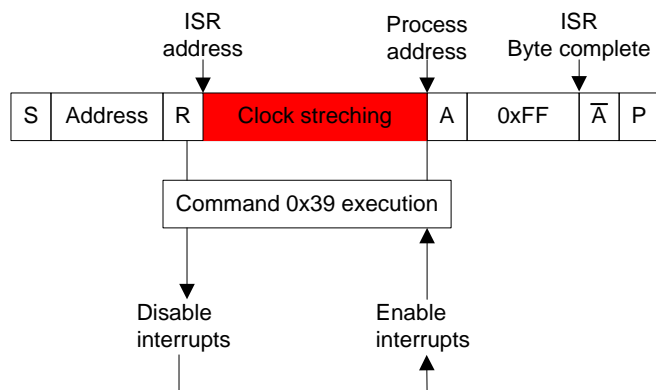 ISR
address
Process
address
ISR
Byte complete
S Address R Clock streching A 0xFF A̅ P
Command 0x39 execution
Disable
interrupts
Enable
interrupts